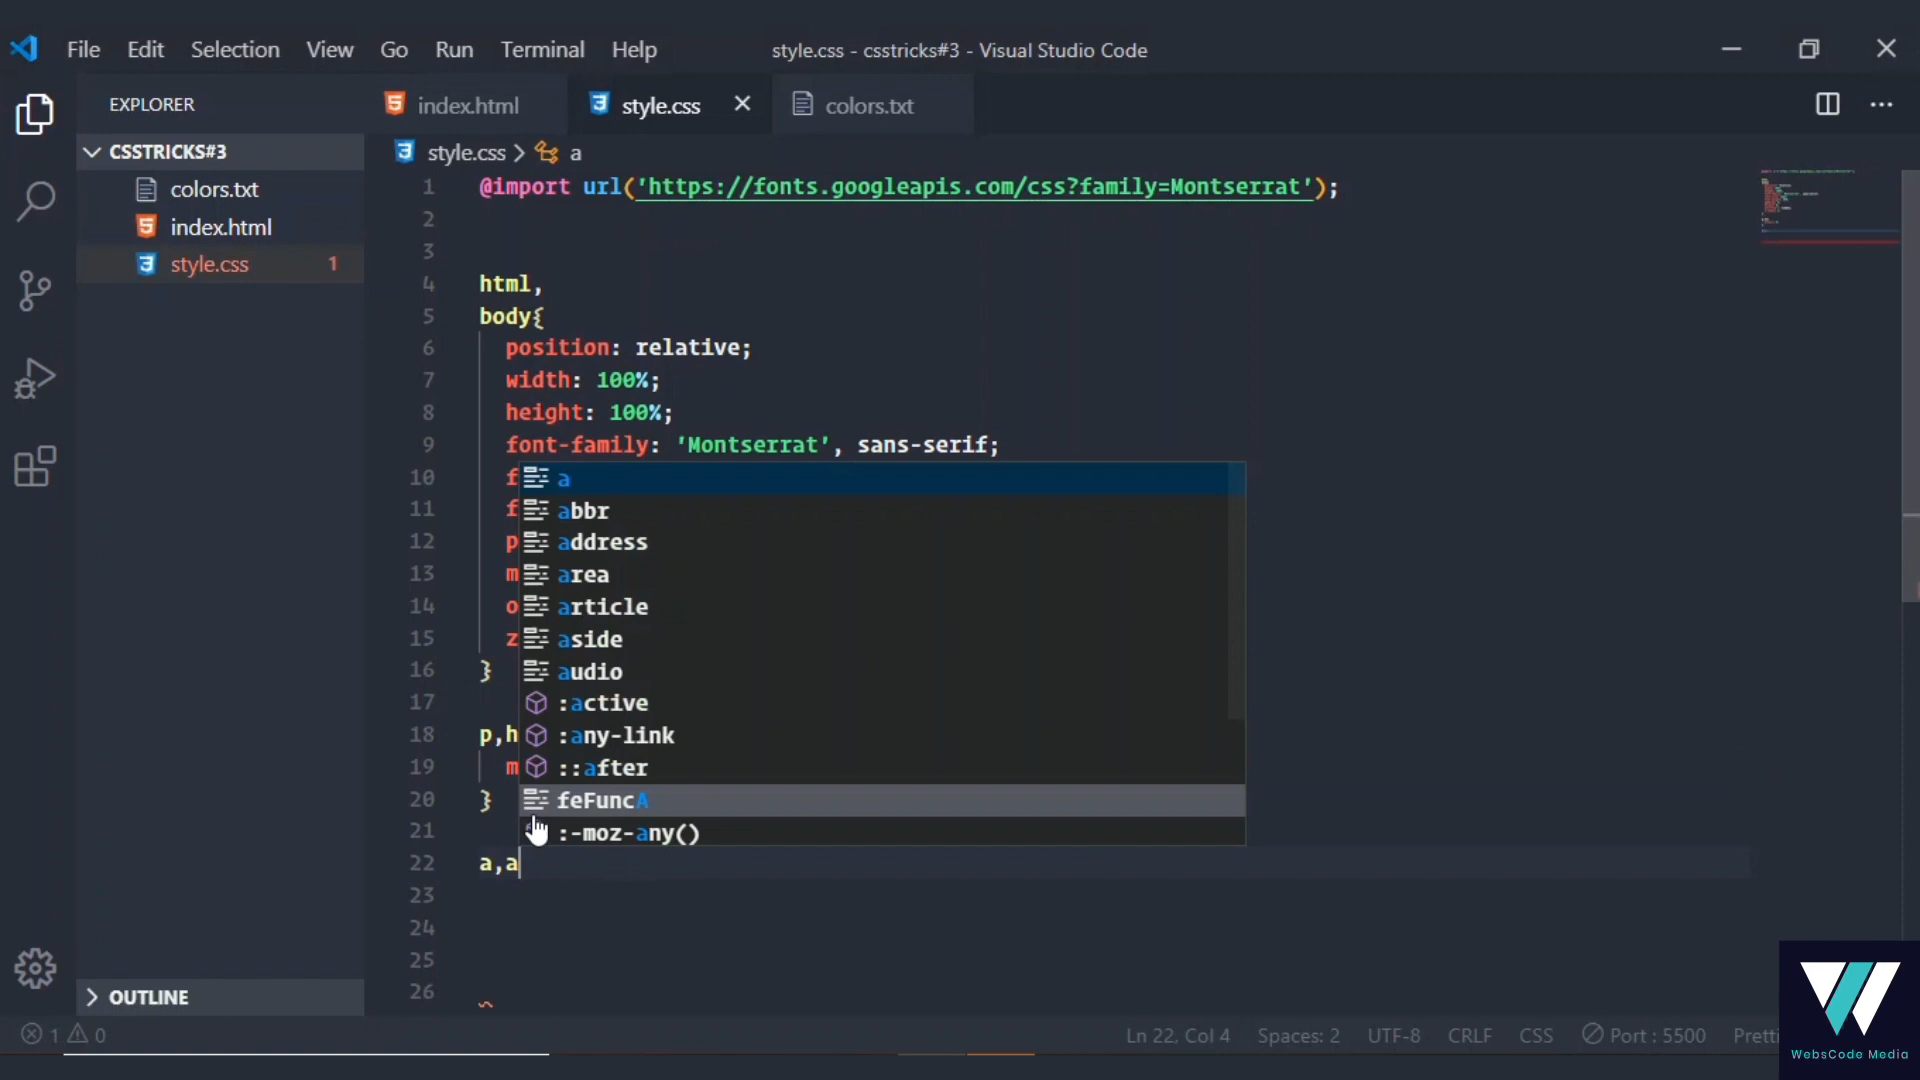 File Edit Selection View Go Run Terminal Help
style.css - csstricks#3 - Visual Studio Code
EXPLORER
CSSTRICKS#3
colors.txt
index.html
style.css 1
OUTLINE
index.html style.css colors.txt
style.css > a
1 @import url('https://fonts.googleapis.com/css?family=Montserrat');
2
3
4 html,
5 body{
6 position: relative;
7 width: 100%;
8 height: 100%;
9 font-family: 'Montserrat', sans-serif;
10 f
11 f
12 p
13 m
14 o
15 z
16 }
17
18 p,h
19 m
20 }
21
22 a,a
23
24
25
26
a
abbr
address
area
article
aside
audio
:active
:any-link
::after
feFuncA
:-moz-any()
1 0
Ln 22, Col 4 Spaces: 2 UTF-8 CRLF CSS Port : 5500 Pretti
WebsCode Media